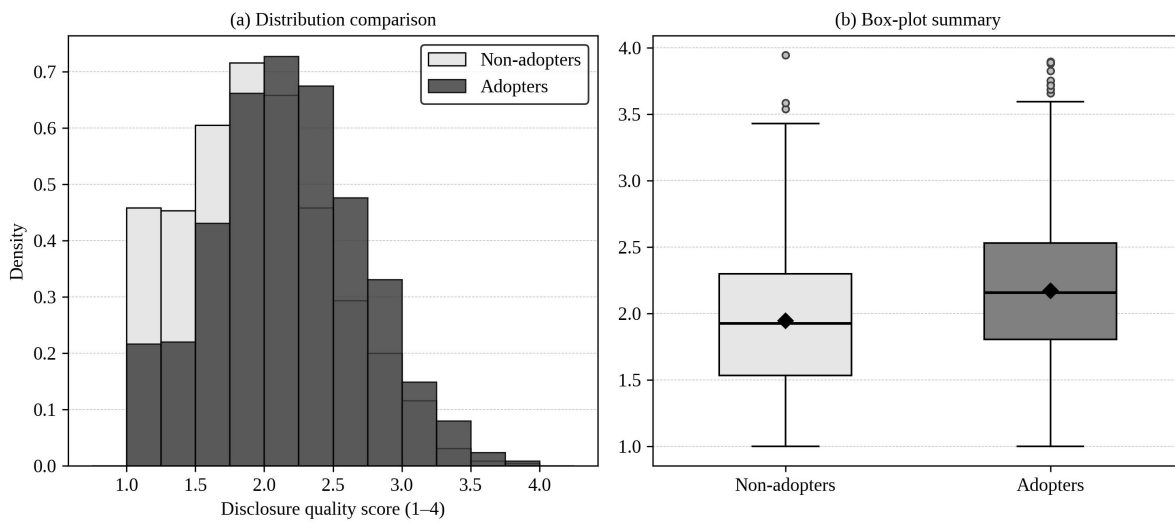 (a) Distribution comparison
Non-adopters
Adopters
0.7
0.6
0.5
0.4
0.3
0.2
0.1
0.0
Density
1.0 1.5 2.0 2.5 3.0 3.5 4.0
Disclosure quality score (1–4)
(b) Box-plot summary
4.0
3.5
3.0
2.5
2.0
1.5
1.0
Non-adopters Adopters